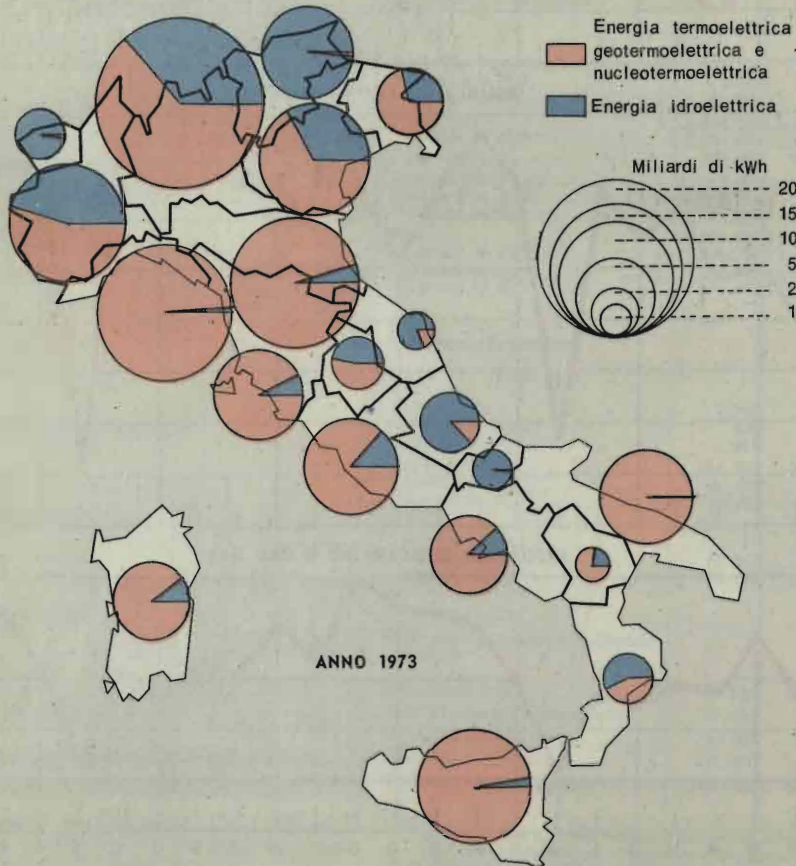 Energia termoelettrica
geotermoelettrica e -
nucleotermoelettrica
Energia idroelettrica
Miliardi di kWh
20
15
10
5
2
1
ANNO 1973